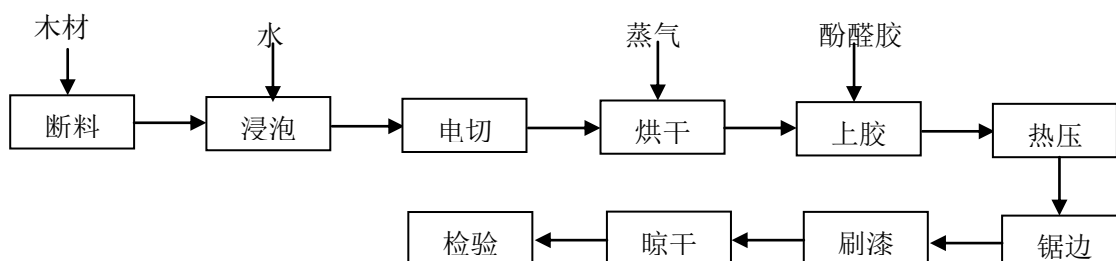 木材
水
蒸气
酚醛胶
断料
浸泡
电切
烘干
上胶
热压
检验
晾干
刷漆
锯边